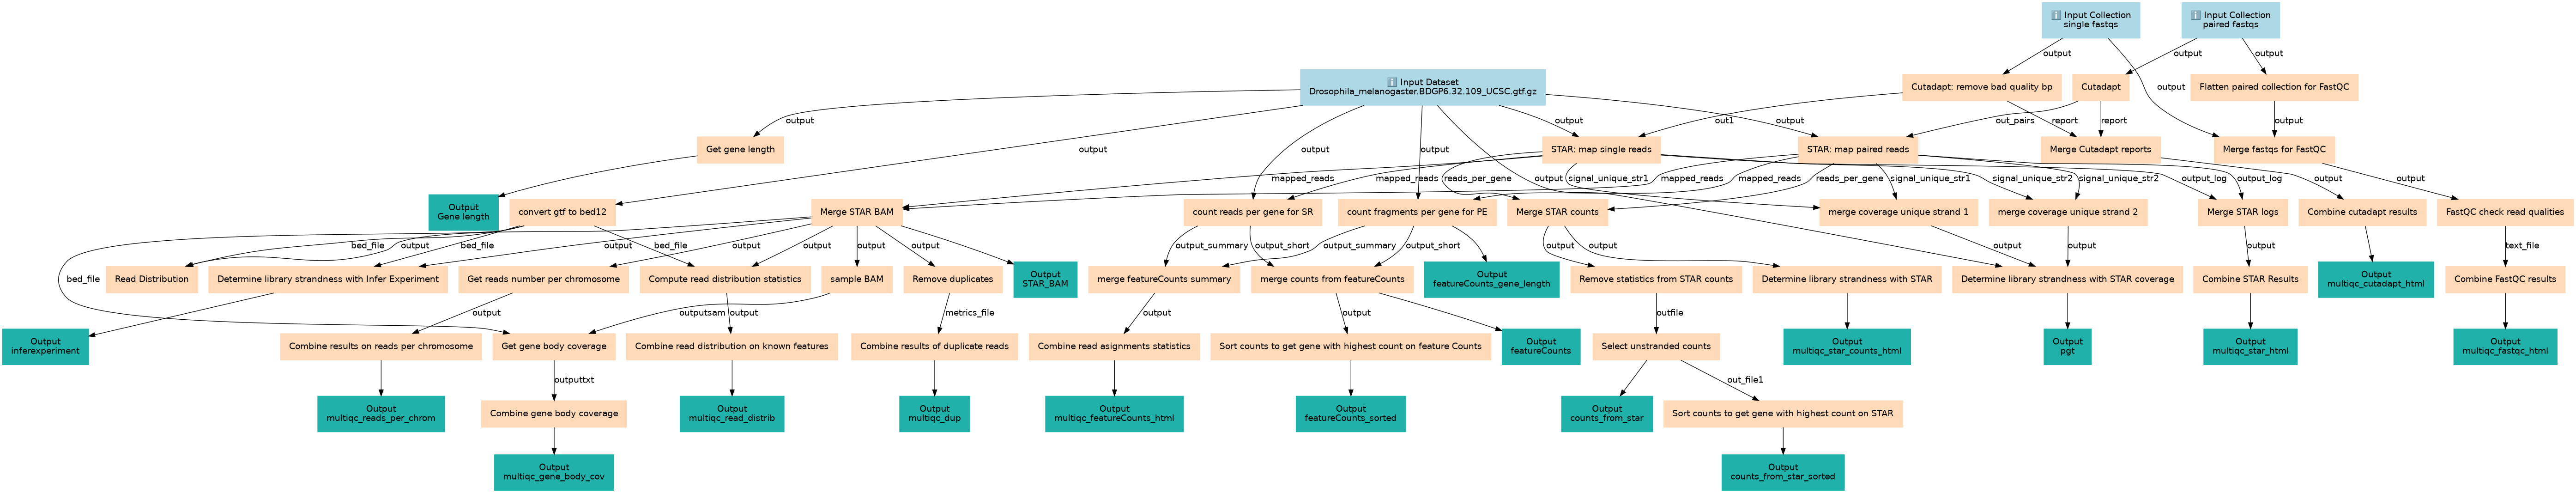 ℹ️ Input Collection
single fastqs
ℹ️ Input Collection
paired fastqs
output
output
output
output
ℹ️ Input Dataset
Drosophila_melanogaster.BDGP6.32.109_UCSC.gtf.gz
Cutadapt: remove bad quality bp
Cutadapt
Flatten paired collection for FastQC
output
output
output
output
output
output
output
out1
out_pairs
report
report
output
Get gene length
STAR: map single reads
STAR: map paired reads
Merge Cutadapt reports
Merge fastqs for FastQC
mapped_reads
mapped_reads
reads_per_gene
output
signal_unique_str1
mapped_reads
mapped_reads
reads_per_gene
signal_unique_str1
signal_unique_str2
signal_unique_str2
output_log
output_log
output
output
Output
Gene length
convert gtf to bed12
Merge STAR BAM
count reads per gene for SR
count fragments per gene for PE
Merge STAR counts
merge coverage unique strand 1
merge coverage unique strand 2
Merge STAR logs
Combine cutadapt results
FastQC check read qualities
bed_file
bed_file
output
bed_file
output
bed_file
output
output
output
output
output_summary
output_short
output_summary
output_short
output
output
output
output
output
text_file
Read Distribution
Determine library strandness with Infer Experiment
Get reads number per chromosome
Compute read distribution statistics
sample BAM
Remove duplicates
Output
STAR_BAM
merge featureCounts summary
merge counts from featureCounts
Output
featureCounts_gene_length
Remove statistics from STAR counts
Determine library strandness with STAR
Determine library strandness with STAR coverage
Combine STAR Results
Output
multiqc_cutadapt_html
Combine FastQC results
output
outputsam
output
metrics_file
output
output
outfile
Output
inferexperiment
Combine results on reads per chromosome
Get gene body coverage
Combine read distribution on known features
Combine results of duplicate reads
Combine read asignments statistics
Sort counts to get gene with highest count on feature Counts
Output
featureCounts
Select unstranded counts
Output
multiqc_star_counts_html
Output
pgt
Output
multiqc_star_html
Output
multiqc_fastqc_html
outputtxt
out_file1
Output
multiqc_reads_per_chrom
Combine gene body coverage
Output
multiqc_read_distrib
Output
multiqc_dup
Output
multiqc_featureCounts_html
Output
featureCounts_sorted
Output
counts_from_star
Sort counts to get gene with highest count on STAR
Output
multiqc_gene_body_cov
Output
counts_from_star_sorted